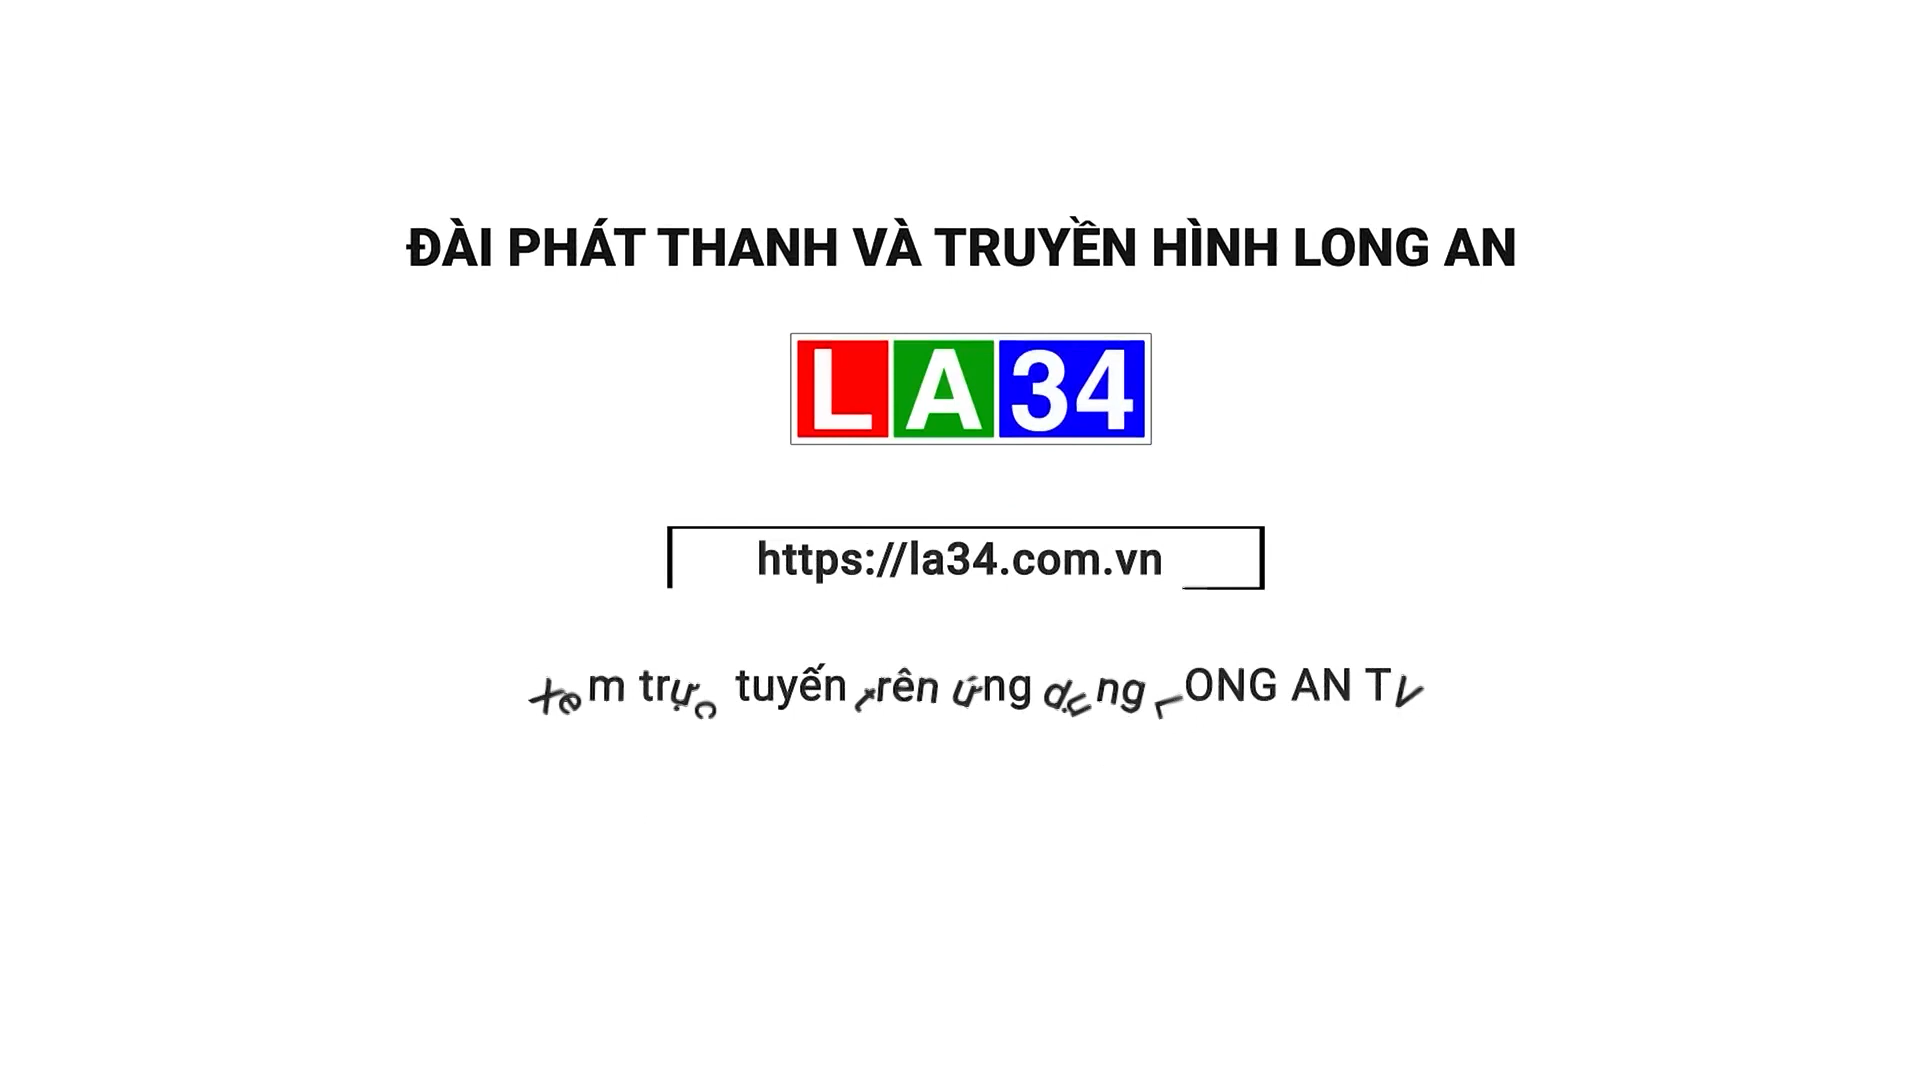 ĐÀI PHÁT THANH VÀ TRUYỀN HÌNH LONG AN
LA34
https://la34.com.vn
Xem trực tuyến trên ứng dụng LONG AN TV